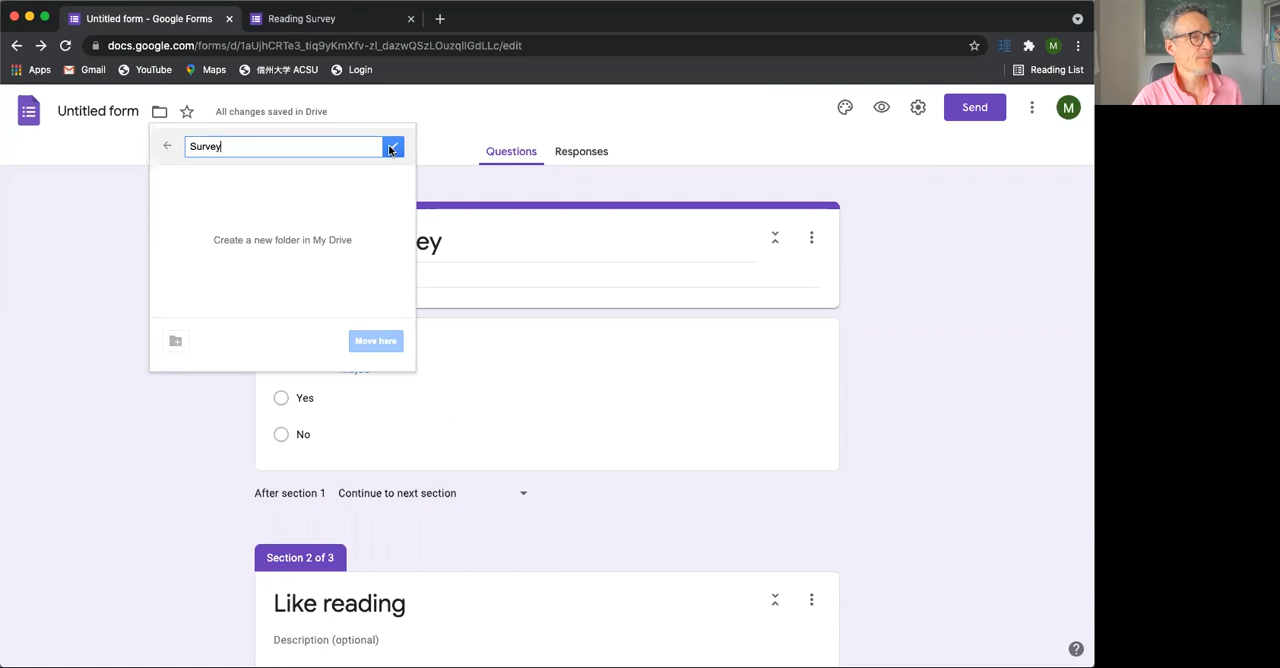 Untitled form - Google Forms
Reading Survey
docs.google.com/forms/d/1aUjhCRTe3_tiq9yKmXfv-zl_dazwQSzLOuzqlIGdLLc/edit
M
Apps
Gmail
YouTube
Maps
信州大学 ACSU
Login
Reading List
Untitled form
All changes saved in Drive
Send
M
Survey
Questions
Responses
Create a new folder in My Drive
ey
Move here
Yes
No
After section 1
Continue to next section
Section 2 of 3
Like reading
Description (optional)